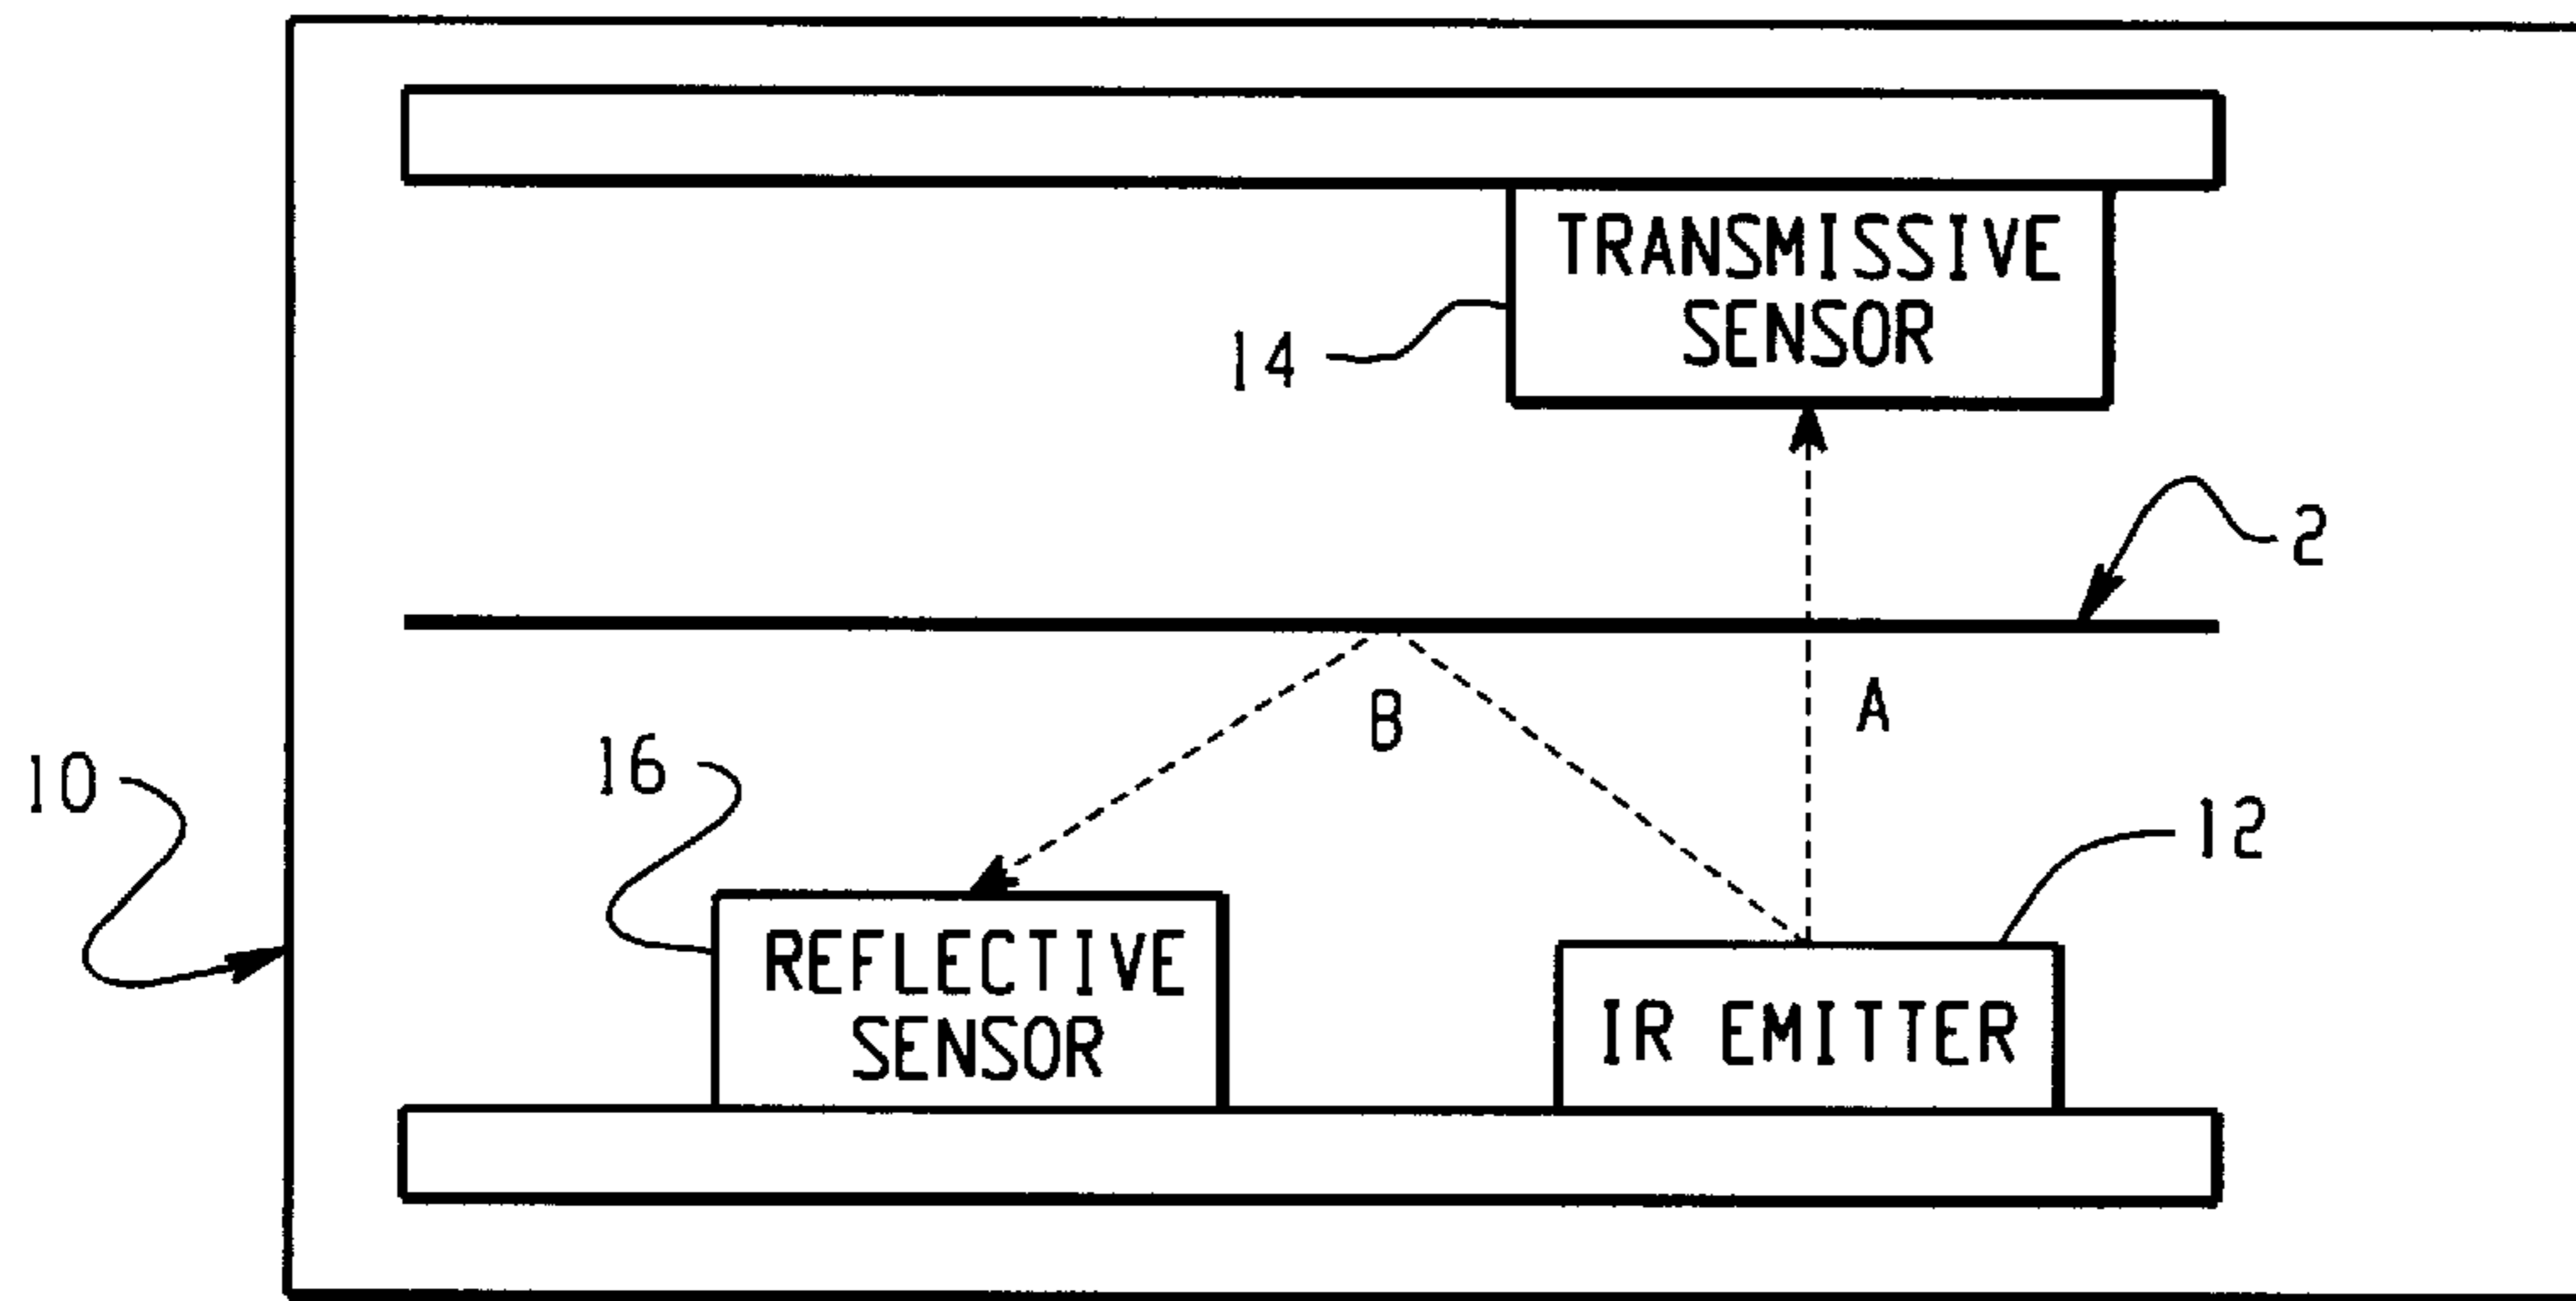 TRANSMISSIVE
SENSOR
14
2
B
A
10
16
12
REFLECTIVE
SENSOR
IR EMITTER